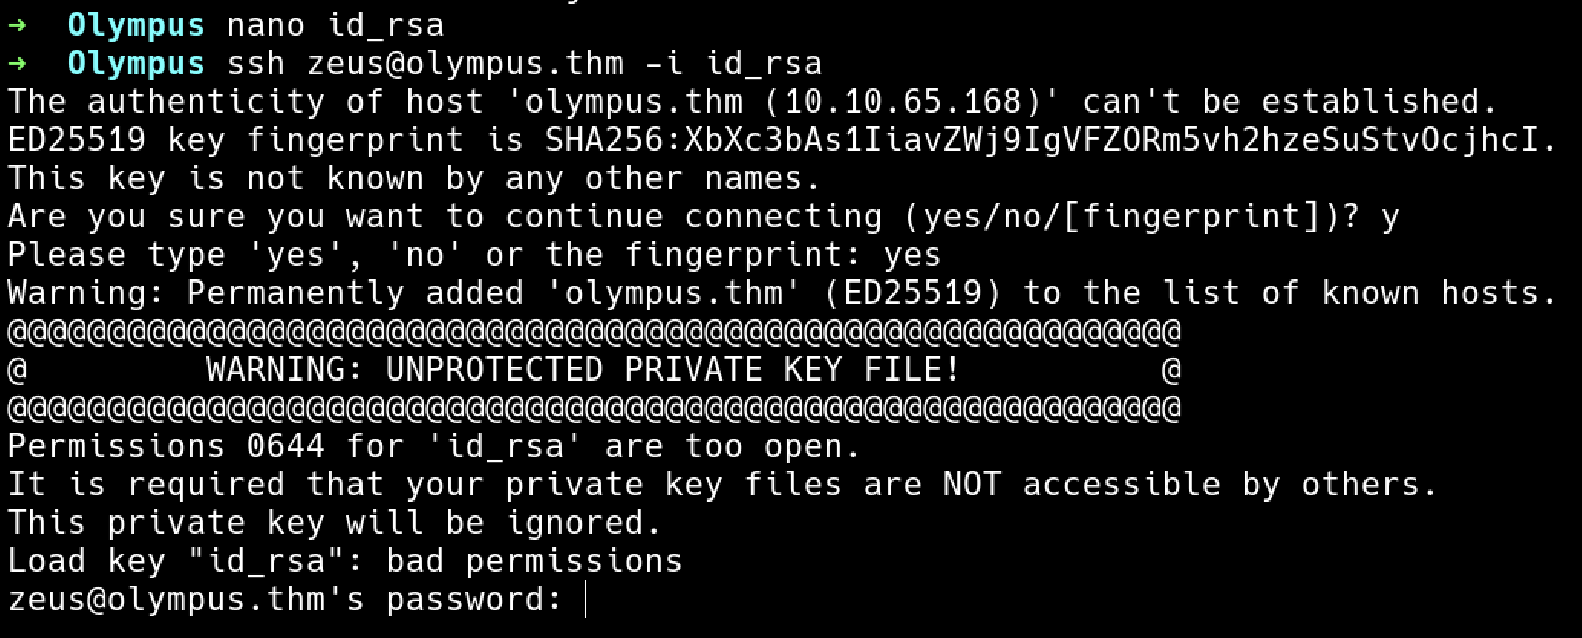 →  Olympus nano id_rsa
→  Olympus ssh zeus@olympus.thm -i id_rsa
The authenticity of host 'olympus.thm (10.10.65.168)' can't be established.
ED25519 key fingerprint is SHA256:XbXc3bAs1IiavZWj9IgVFZORm5vh2hzeSuStvOcjhcI.
This key is not known by any other names.
Are you sure you want to continue connecting (yes/no/[fingerprint])? y
Please type 'yes', 'no' or the fingerprint: yes
Warning: Permanently added 'olympus.thm' (ED25519) to the list of known hosts.
@@@@@@@@@@@@@@@@@@@@@@@@@@@@@@@@@@@@@@@@@@@@@@@@@@@@@@@@@@@
@         WARNING: UNPROTECTED PRIVATE KEY FILE!          @
@@@@@@@@@@@@@@@@@@@@@@@@@@@@@@@@@@@@@@@@@@@@@@@@@@@@@@@@@@@
Permissions 0644 for 'id_rsa' are too open.
It is required that your private key files are NOT accessible by others.
This private key will be ignored.
Load key "id_rsa": bad permissions
zeus@olympus.thm's password: